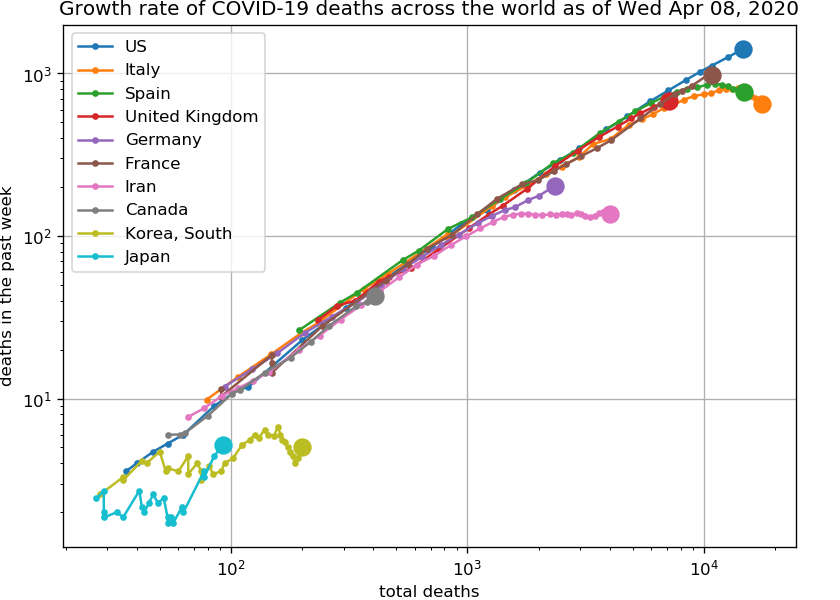 Growth rate of COVID-19 deaths across the world as of Wed Apr 08, 2020
US
Italy
Spain
United Kingdom
Germany
France
Iran
Canada
Korea, South
Japan
deaths in the past week
10³
10²
10¹
10² 10³ 10⁴
total deaths